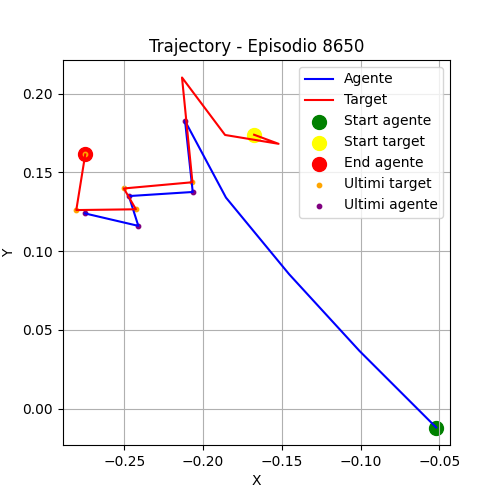 Trajectory - Episodio 8650
Agente
Target
Start agente
Start target
End agente
Ultimi target
Ultimi agente
Y
0.20
0.15
0.10
0.05
0.00
−0.25
−0.20
−0.15
−0.10
−0.05
X